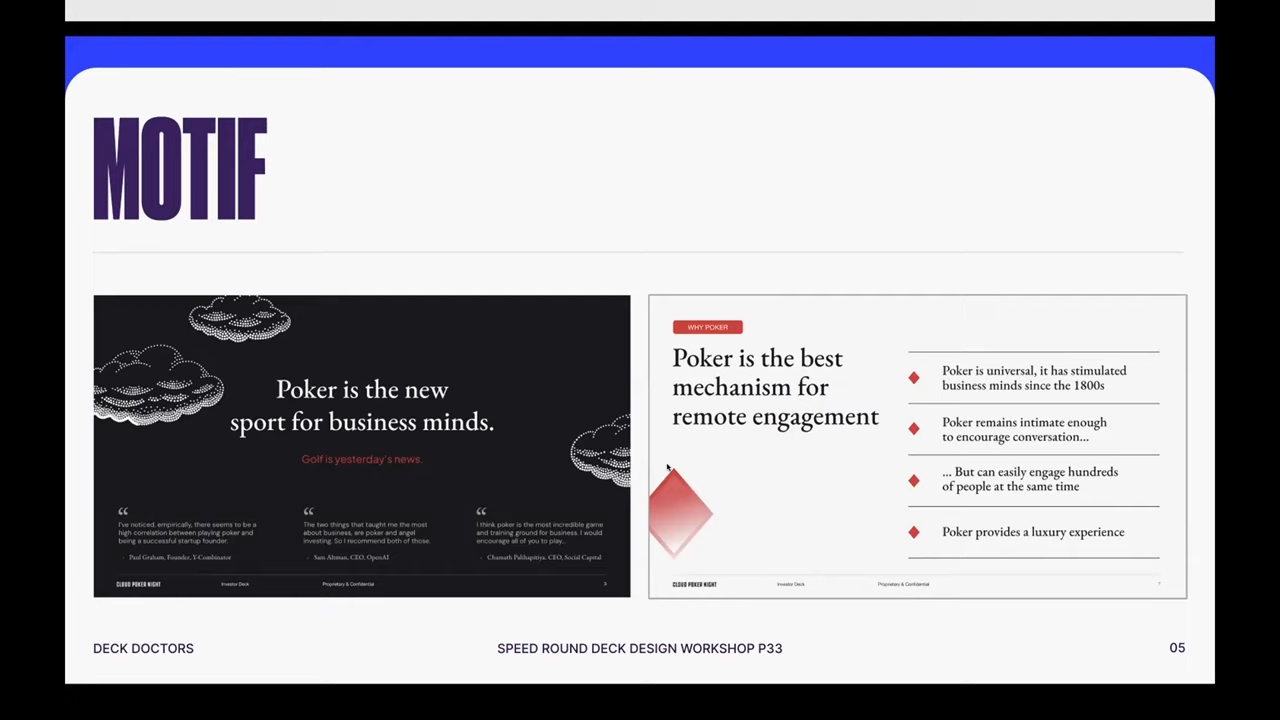 MOTIF
Poker is the new
sport for business minds.
Golf is yesterday's news.
“
I've noticed, empirically, there seems to be a
high correlation between playing poker and
being a successful startup founder.
- Paul Graham, Founder, Y-Combinator
“
The two things that taught me the most
about business, are poker and angel
investing. So I recommend both of those.
- Sam Altman, CEO, OpenAI
“
I think poker is the most incredible game
and training ground for business. I would
encourage all of you to play...
- Chamath Palihapitiya, CEO, Social Capital
CLOUD POKER NIGHT
Investor Deck
Proprietary & Confidential
WHY POKER
Poker is the best
mechanism for
remote engagement
Poker is universal, it has stimulated
business minds since the 1800s
Poker remains intimate enough
to encourage conversation...
... But can easily engage hundreds
of people at the same time
Poker provides a luxury experience
CLOUD POKER NIGHT
Investor Deck
Proprietary & Confidential
DECK DOCTORS
SPEED ROUND DECK DESIGN WORKSHOP P33
05